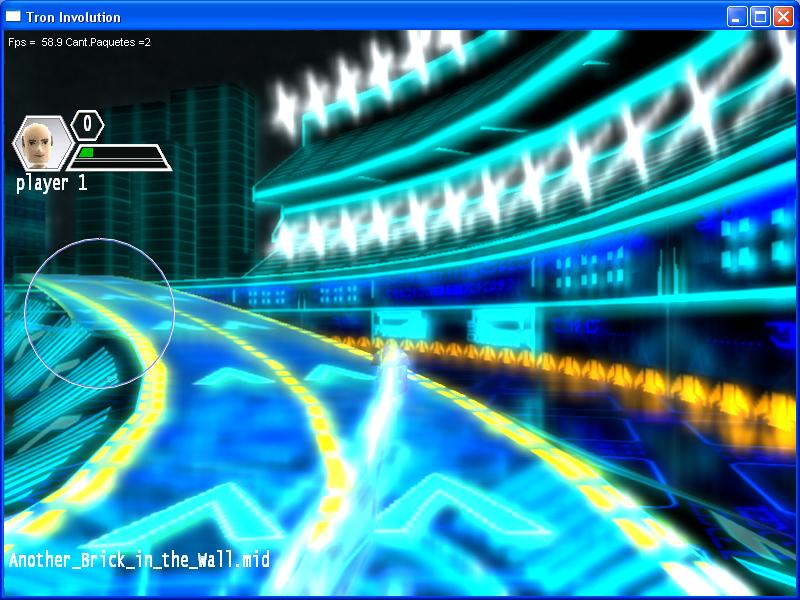 Tron Involution
Fps = 58.9 Cant.Paquetes =2
0
player 1
Another_Brick_in_the_Wall.mid